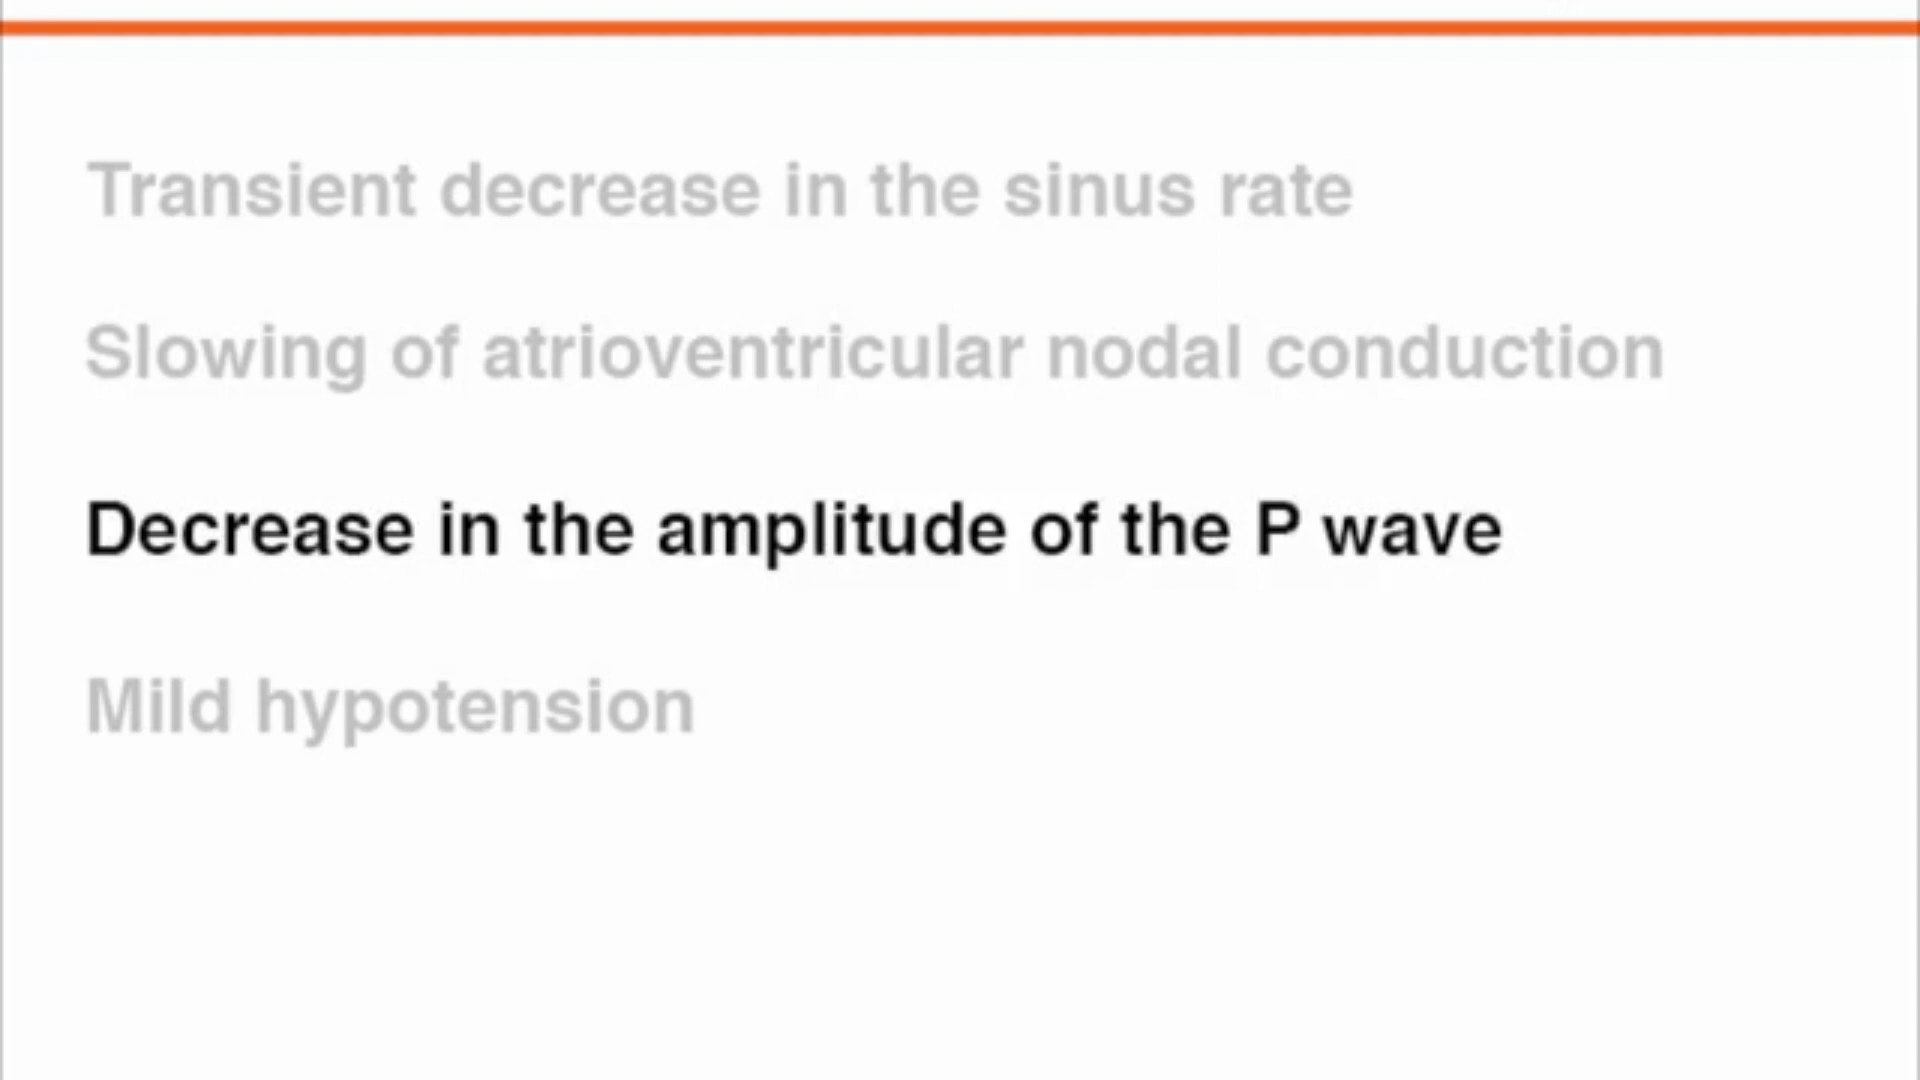 Transient decrease in the sinus rate
Slowing of atrioventricular nodal conduction
Decrease in the amplitude of the P wave
Mild hypotension